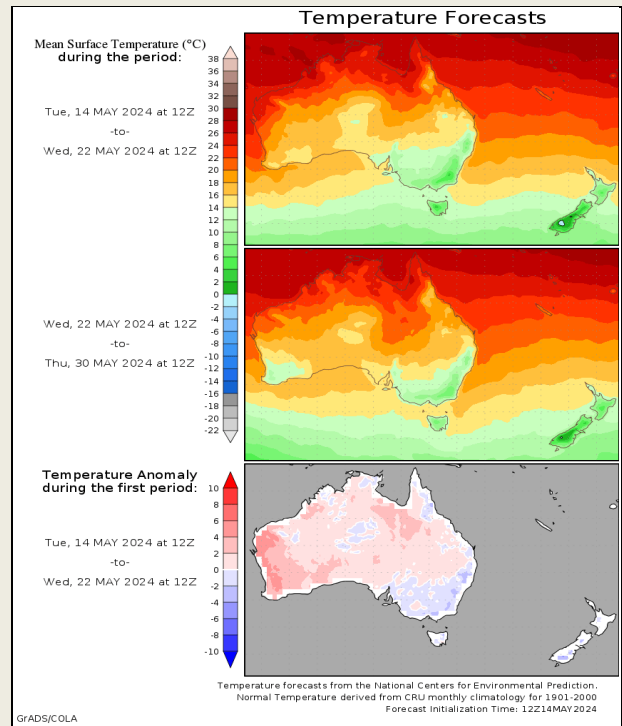 Temperature Forecasts
Mean Surface Temperature (°C)
during the period:
Tue, 14 MAY 2024 at 12Z
-to-
Wed, 22 MAY 2024 at 12Z
38
36
34
32
30
28
26
24
22
20
18
16
14
12
10
8
6
4
2
0
-2
-4
-6
-8
-10
-12
-14
-16
-18
-20
-22
Wed, 22 MAY 2024 at 12Z
-to-
Thu, 30 MAY 2024 at 12Z
Temperature Anomaly
during the first period:
Tue, 14 MAY 2024 at 12Z
-to-
Wed, 22 MAY 2024 at 12Z
10
8
6
4
2
0
-2
-4
-6
-8
-10
Temperature forecasts from the National Centers for Environmental Prediction.
Normal Temperature derived from CRU monthly climatology for 1901-2000
Forecast Initialization Time: 12Z14MAY2024
GrADS/COLA